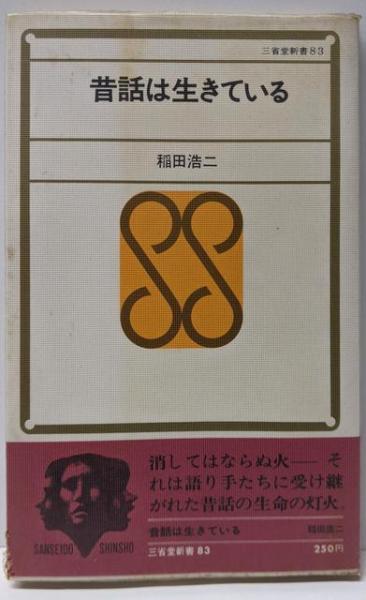 三省堂新書83
昔話は生きている
稲田浩二
消してはならぬ火── そ
れは語り手たちに受け継
がれた昔話の生命の灯火。
昔話は生きている 稲田浩二
SANSEIDO SHINSHO
三省堂新書 83 250円